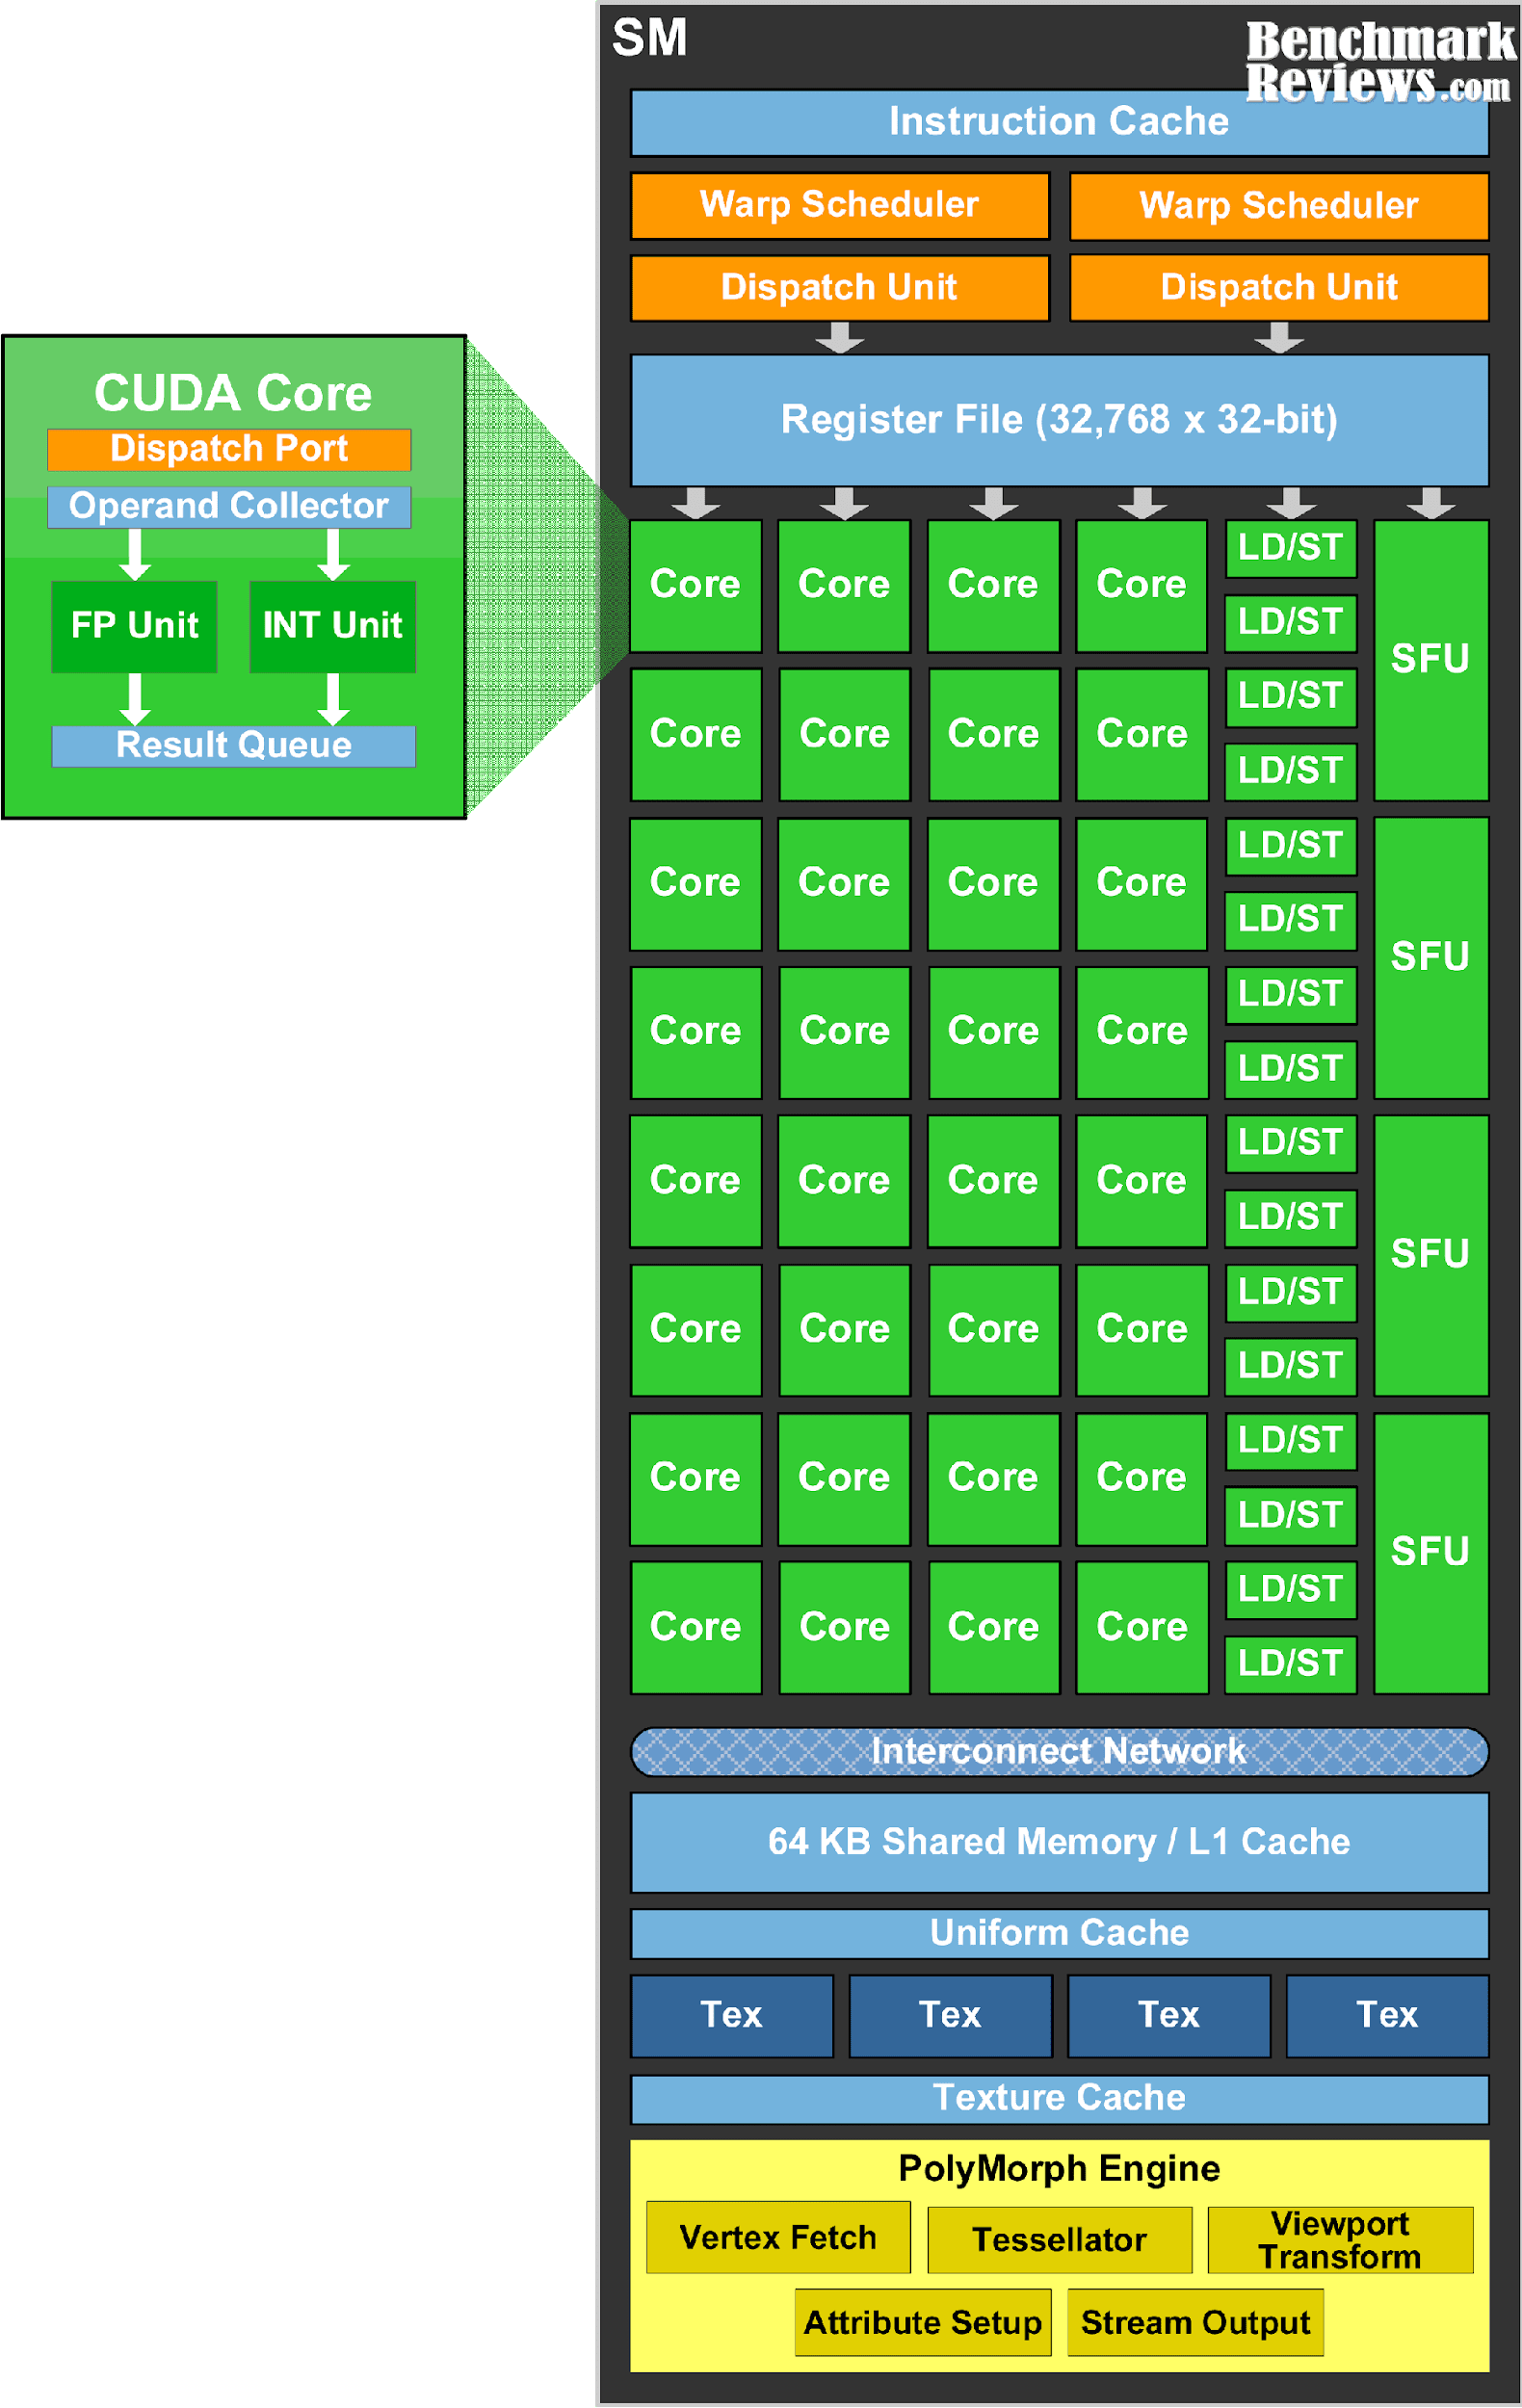 SM
Benchmark
Reviews.com
Instruction Cache
Warp Scheduler Warp Scheduler
Dispatch Unit Dispatch Unit
Register File (32,768 x 32-bit)
CUDA Core
Dispatch Port
Operand Collector
FP Unit INT Unit
Result Queue
Core Core Core Core LD/ST
LD/ST
SFU
Core Core Core Core LD/ST
LD/ST
Core Core Core Core LD/ST
LD/ST
SFU
Core Core Core Core LD/ST
LD/ST
Core Core Core Core LD/ST
LD/ST
SFU
Core Core Core Core LD/ST
LD/ST
Core Core Core Core LD/ST
LD/ST
SFU
Core Core Core Core LD/ST
LD/ST
Interconnect Network
64 KB Shared Memory / L1 Cache
Uniform Cache
Tex Tex Tex Tex
Texture Cache
PolyMorph Engine
Vertex Fetch Tessellator Viewport
Transform
Attribute Setup Stream Output